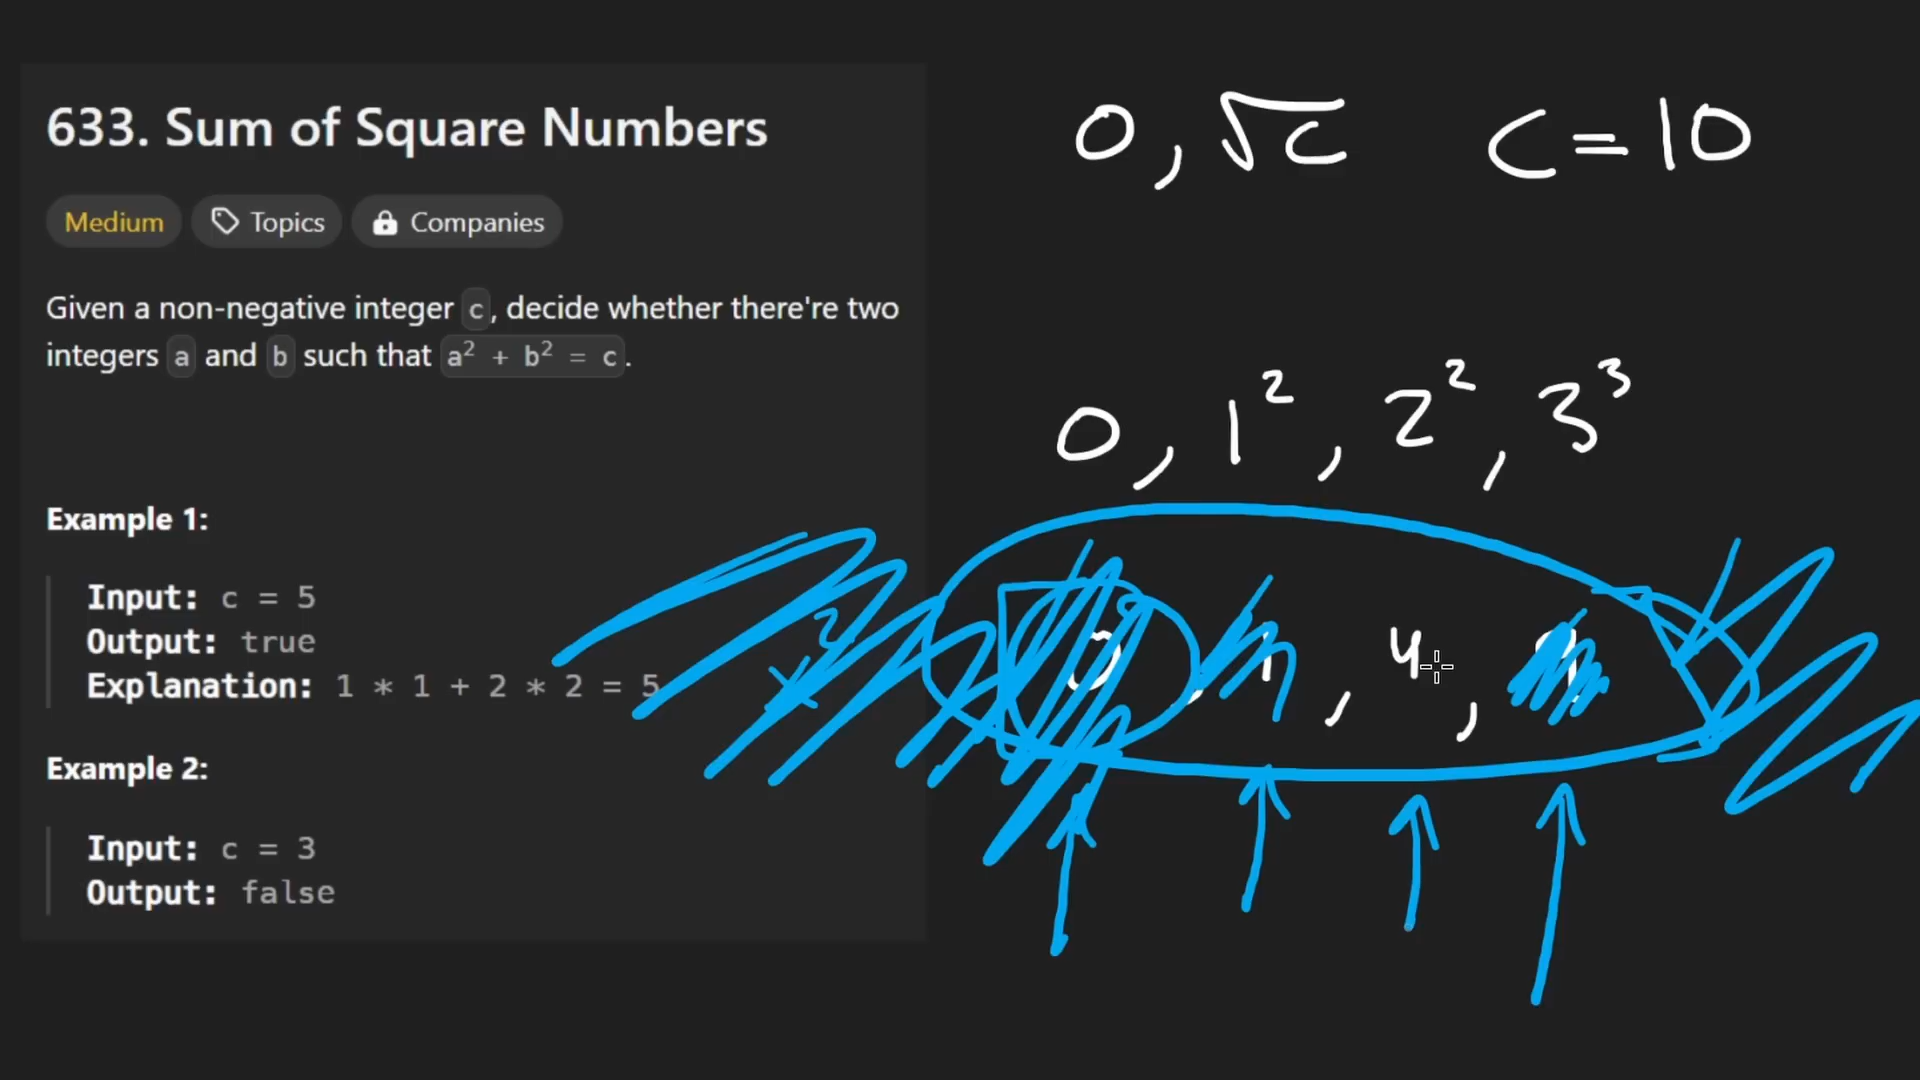 633. Sum of Square Numbers
Medium Topics Companies
Given a non-negative integer c, decide whether there're two
integers a and b such that a² + b² = c.
Example 1:
Input: c = 5
Output: true
Explanation: 1 * 1 + 2 * 2 = 5
Example 2:
Input: c = 3
Output: false
0, √c c=10
0, 1², 2², 3³
0, 1, 4,